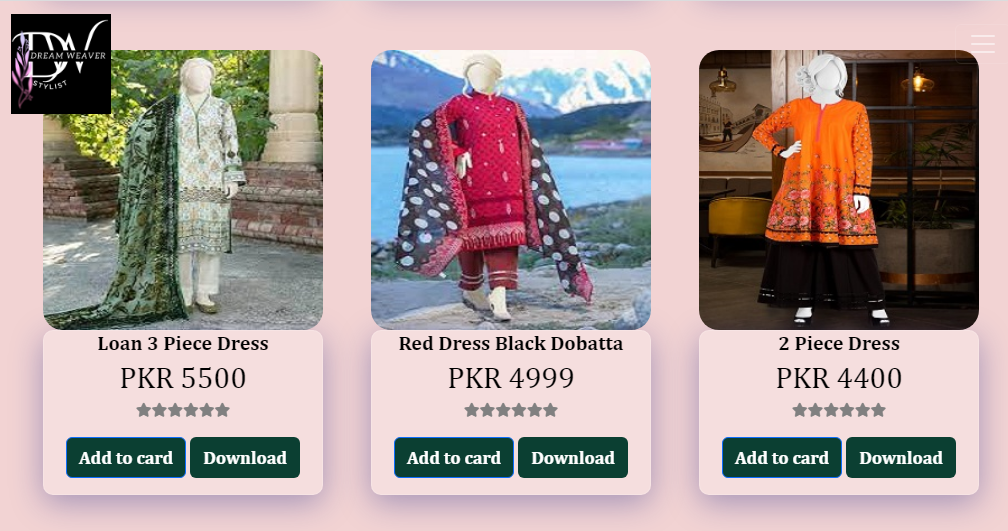 DW
DREAM WEAVER
STYLIST
Loan 3 Piece Dress
PKR 5500
Add to card Download
Red Dress Black Dobatta
PKR 4999
Add to card Download
2 Piece Dress
PKR 4400
Add to card Download